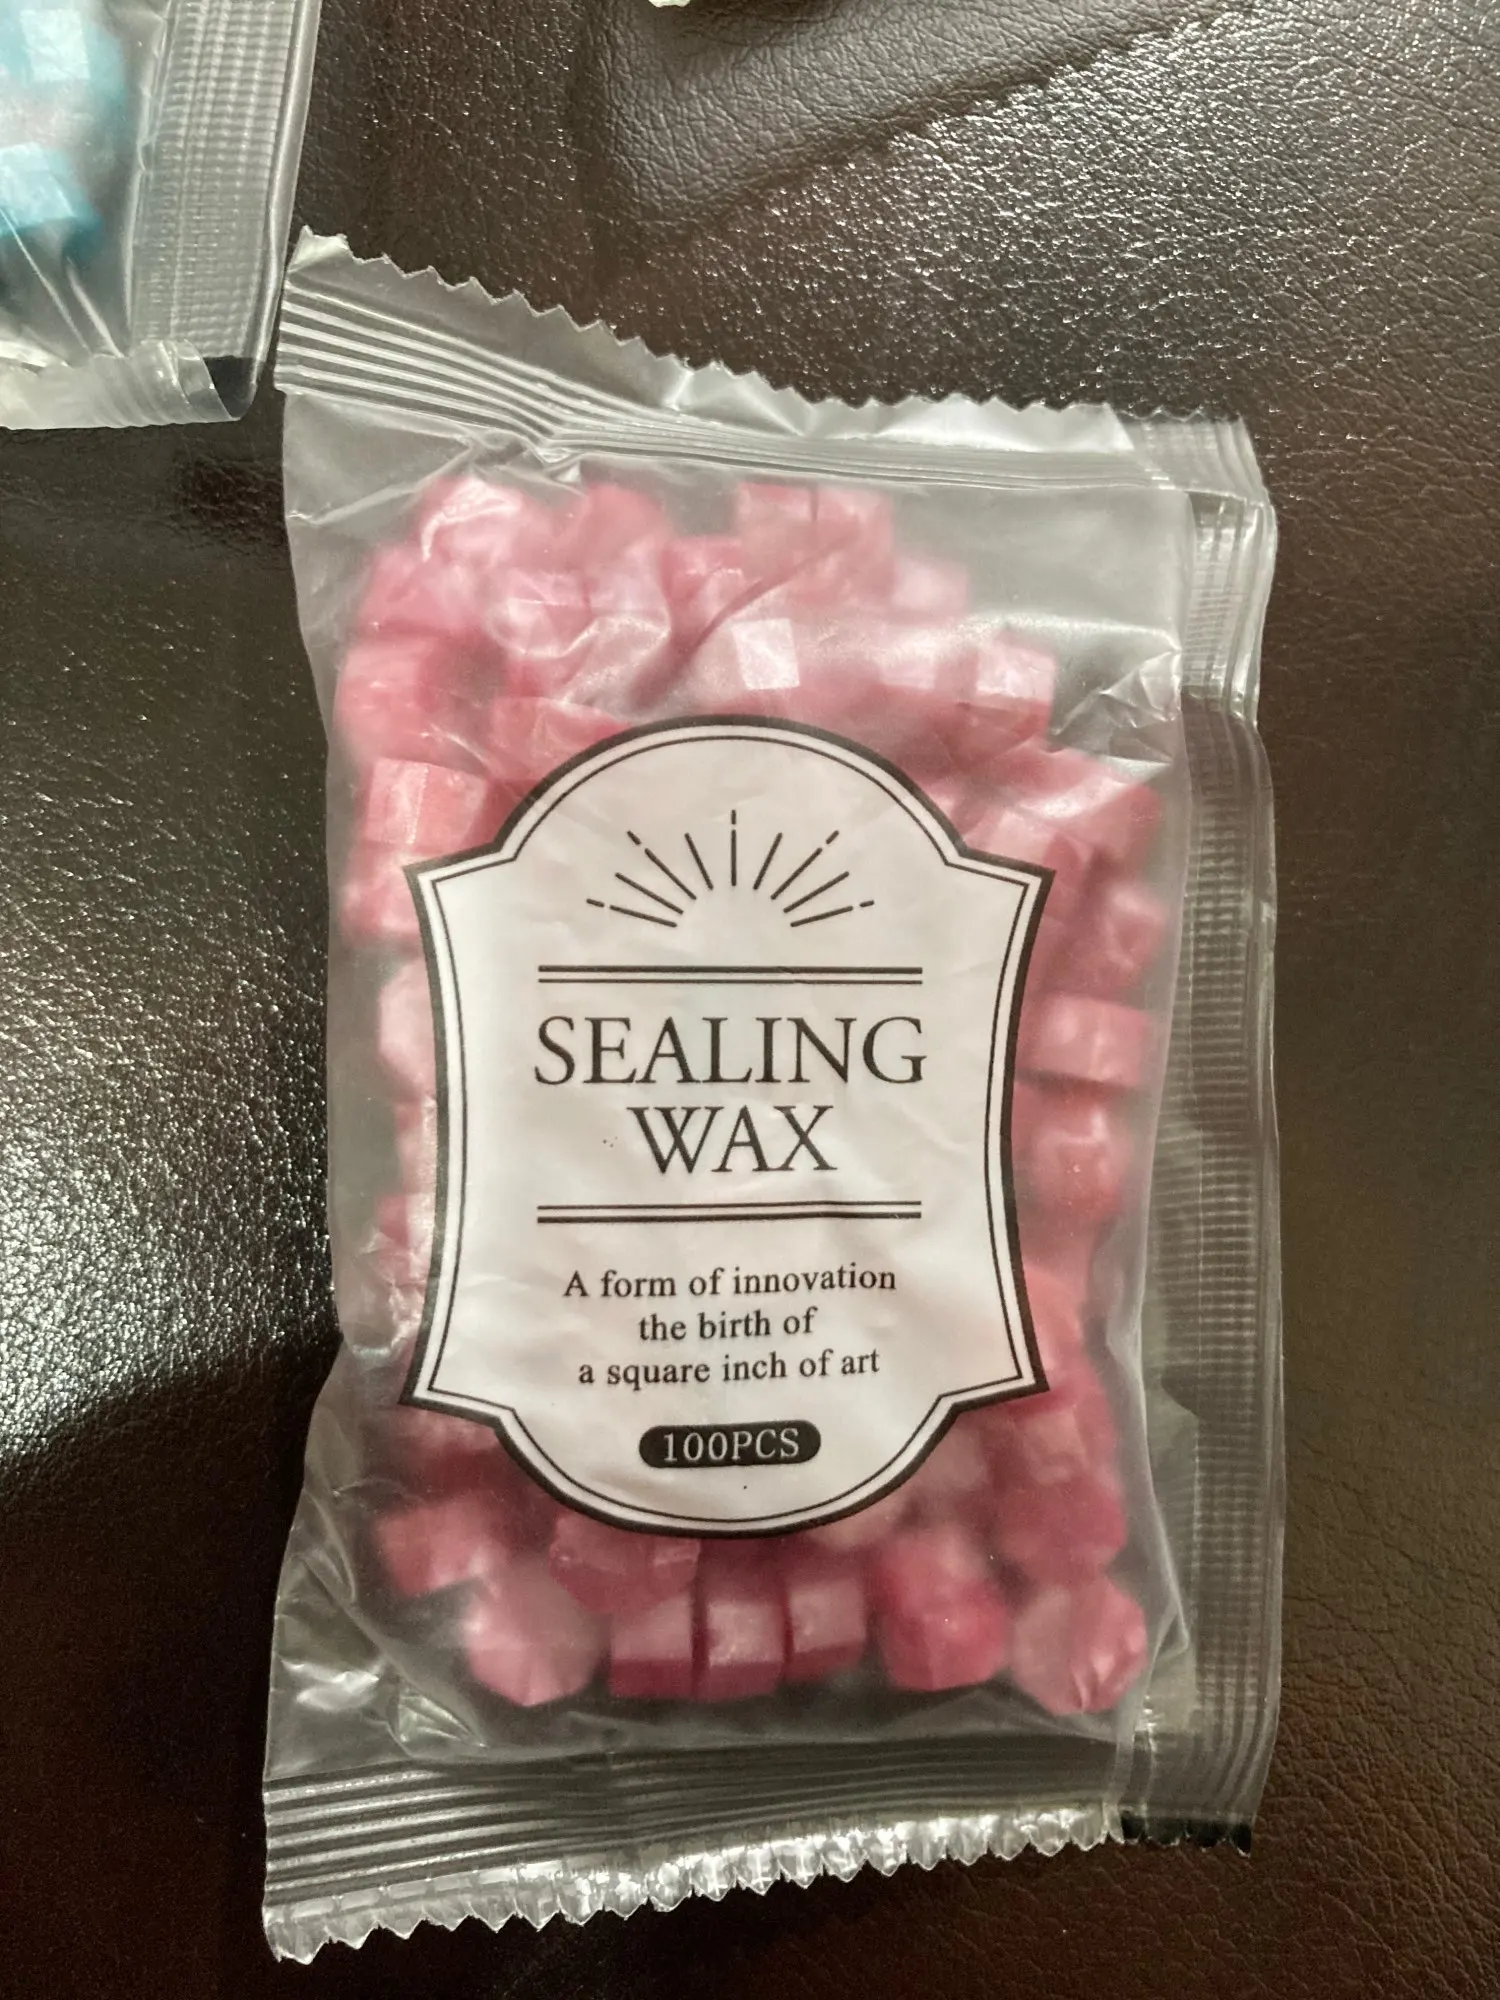 SEALING
WAX
A form of innovation
the birth of
a square inch of art
100PCS